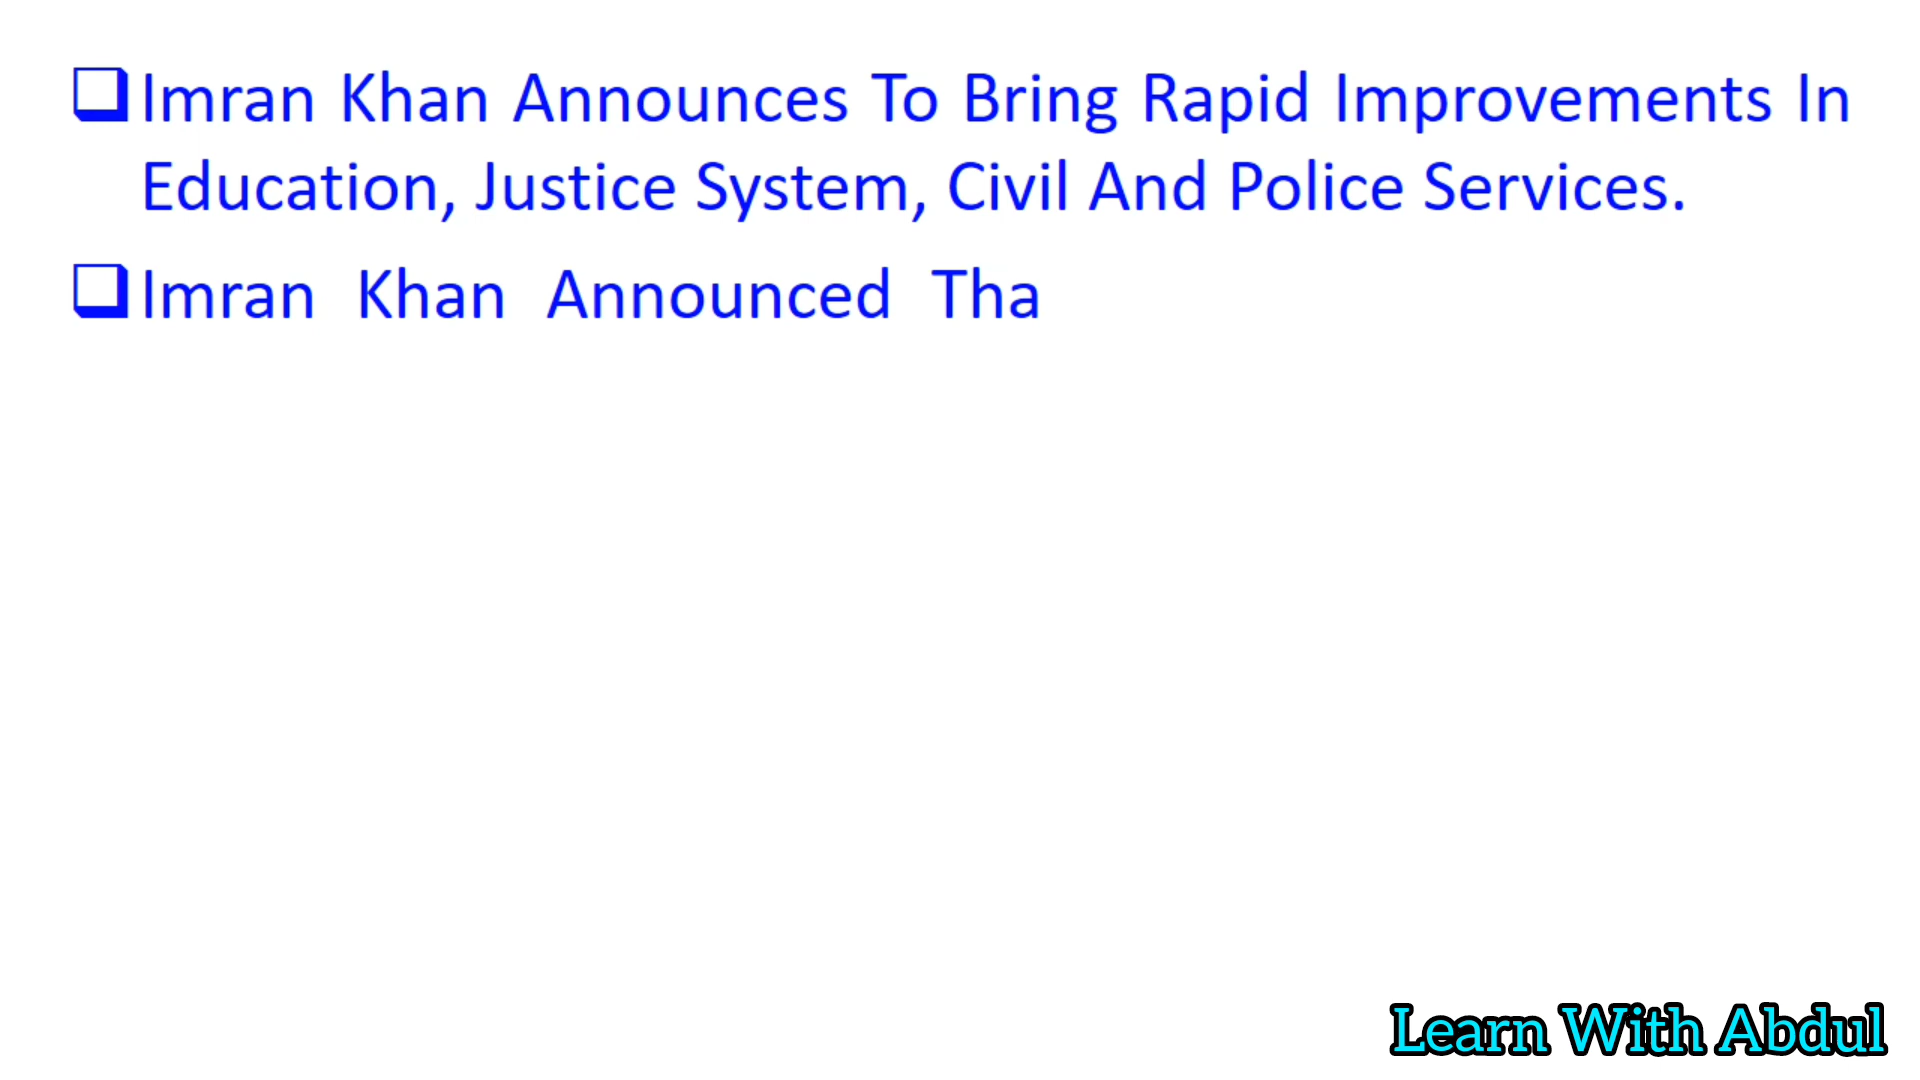 Imran Khan Announces To Bring Rapid Improvements In
Education, Justice System, Civil And Police Services.
Imran Khan Announced Tha
Learn With Abdul